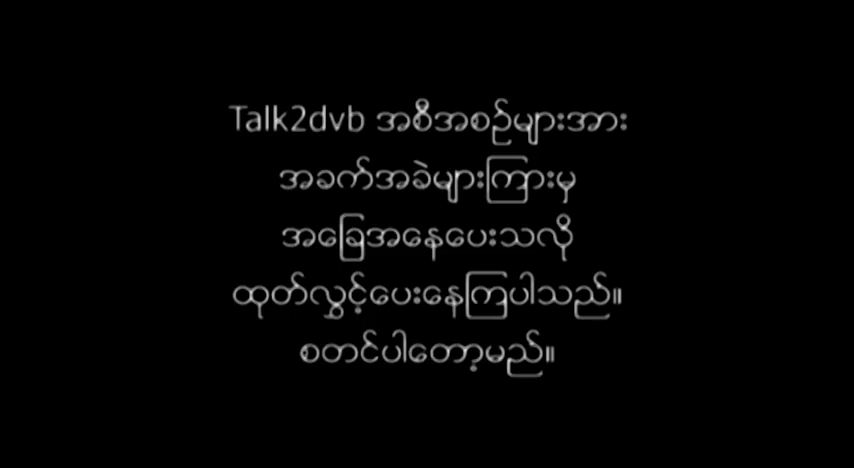 Talk2dvb အစီအစဉ်များအား
အခက်အခဲများကြားမှ
အခြေအနေပေးသလို
ထုတ်လွှင့်ပေးနေကြပါသည်။
စတင်ပါတော့မည်။